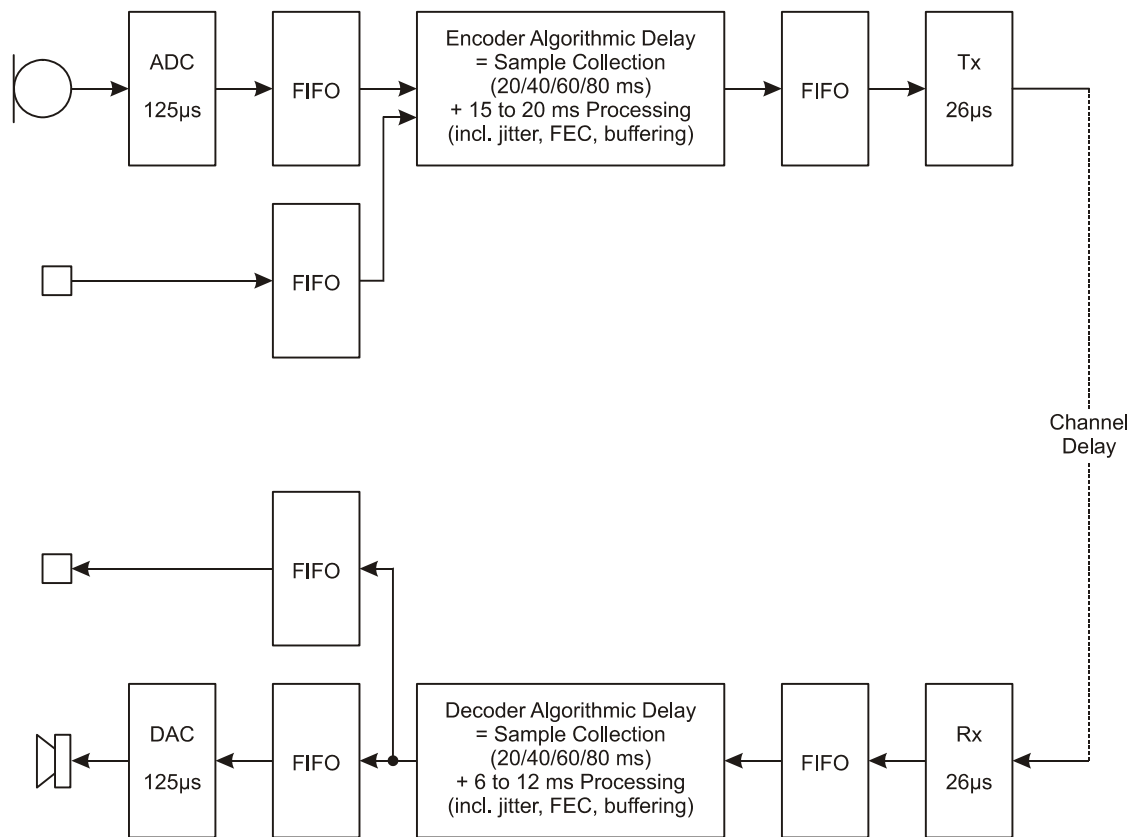 ADC
125µs
FIFO
Encoder Algorithmic Delay
= Sample Collection
(20/40/60/80 ms)
+ 15 to 20 ms Processing
(incl. jitter, FEC, buffering)
FIFO
Tx
26µs
FIFO
Channel
Delay
FIFO
DAC
125µs
FIFO
Decoder Algorithmic Delay
= Sample Collection
(20/40/60/80 ms)
+ 6 to 12 ms Processing
(incl. jitter, FEC, buffering)
FIFO
Rx
26µs